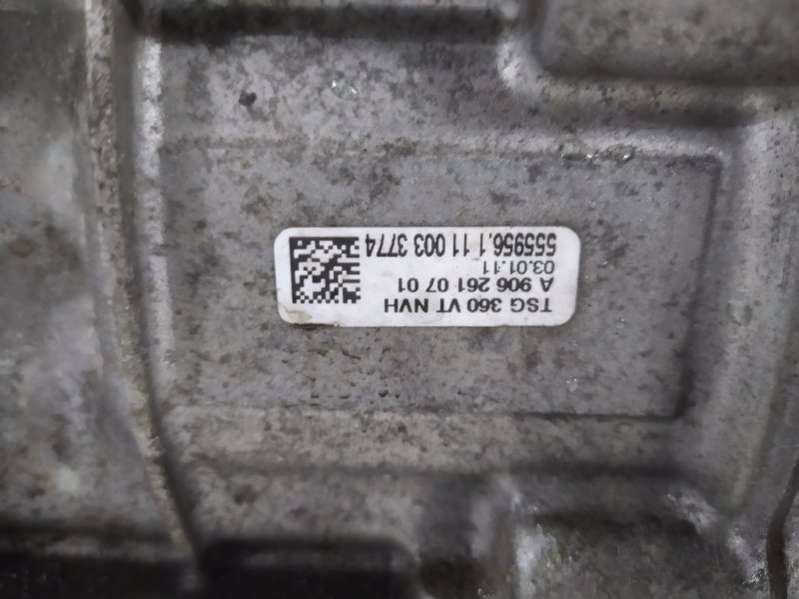 TSG 360 VT NVH
A 906 261 07 01
03.01.11
555956.1 11 003 3774